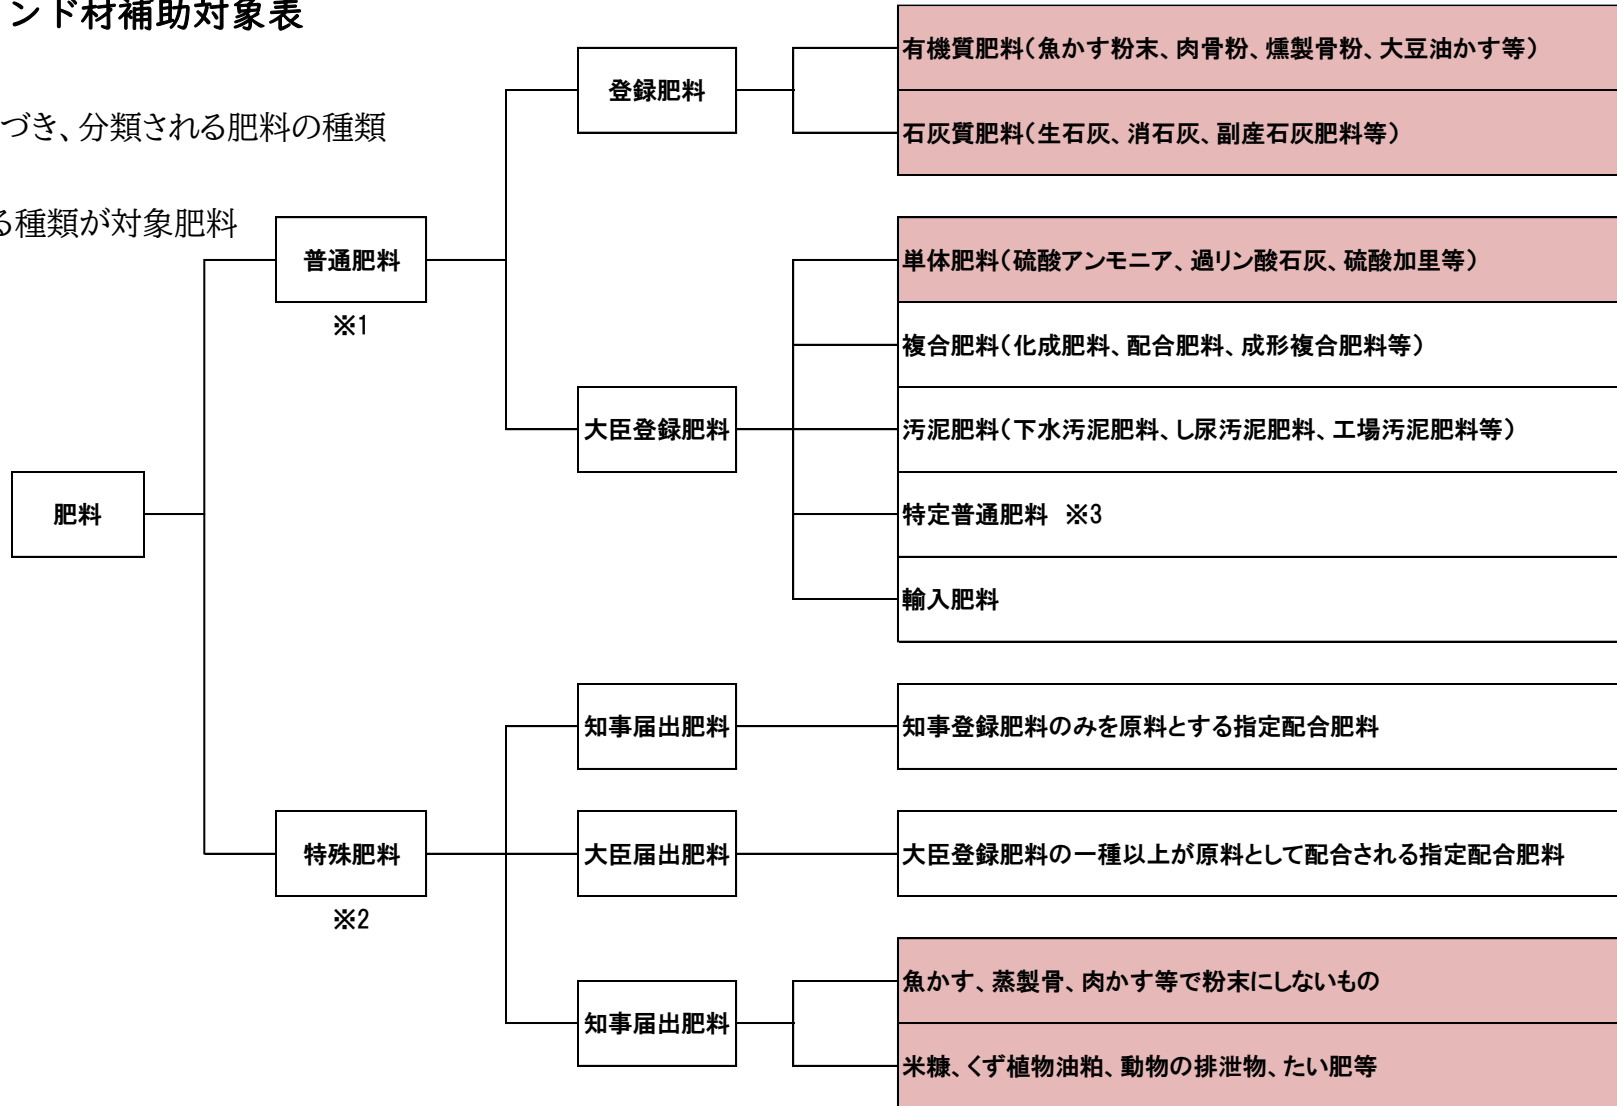 ンド材補助対象表
づき、分類される肥料の種類
る種類が対象肥料
肥料
普通肥料
※1
登録肥料
有機質肥料（魚かす粉末、肉骨粉、燻製骨粉、大豆油かす等）
石灰質肥料（生石灰、消石灰、副産石灰肥料等）
大臣登録肥料
単体肥料（硫酸アンモニア、過リン酸石灰、硫酸加里等）
複合肥料（化成肥料、配合肥料、成形複合肥料等）
汚泥肥料（下水汚泥肥料、し尿汚泥肥料、工場汚泥肥料等）
特定普通肥料　※3
輸入肥料
特殊肥料
※2
知事届出肥料
知事登録肥料のみを原料とする指定配合肥料
大臣届出肥料
大臣登録肥料の一種以上が原料として配合される指定配合肥料
知事届出肥料
魚かす、蒸製骨、肉かす等で粉末にしないもの
米糠、くず植物油粕、動物の排泄物、たい肥等